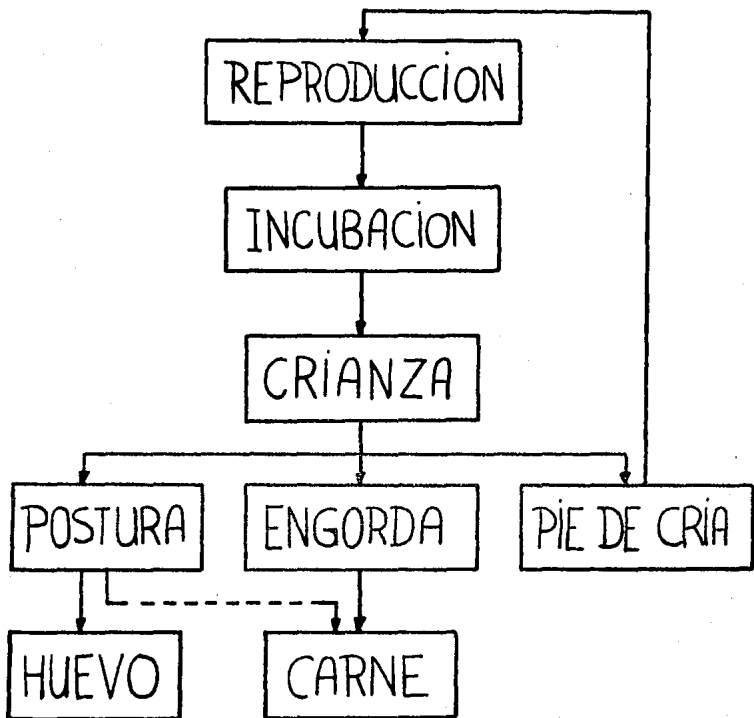 REPRODUCCION
INCUBACION
CRIANZA
POSTURA
ENGORDA
PIE DE CRIA
HUEVO
CARNE